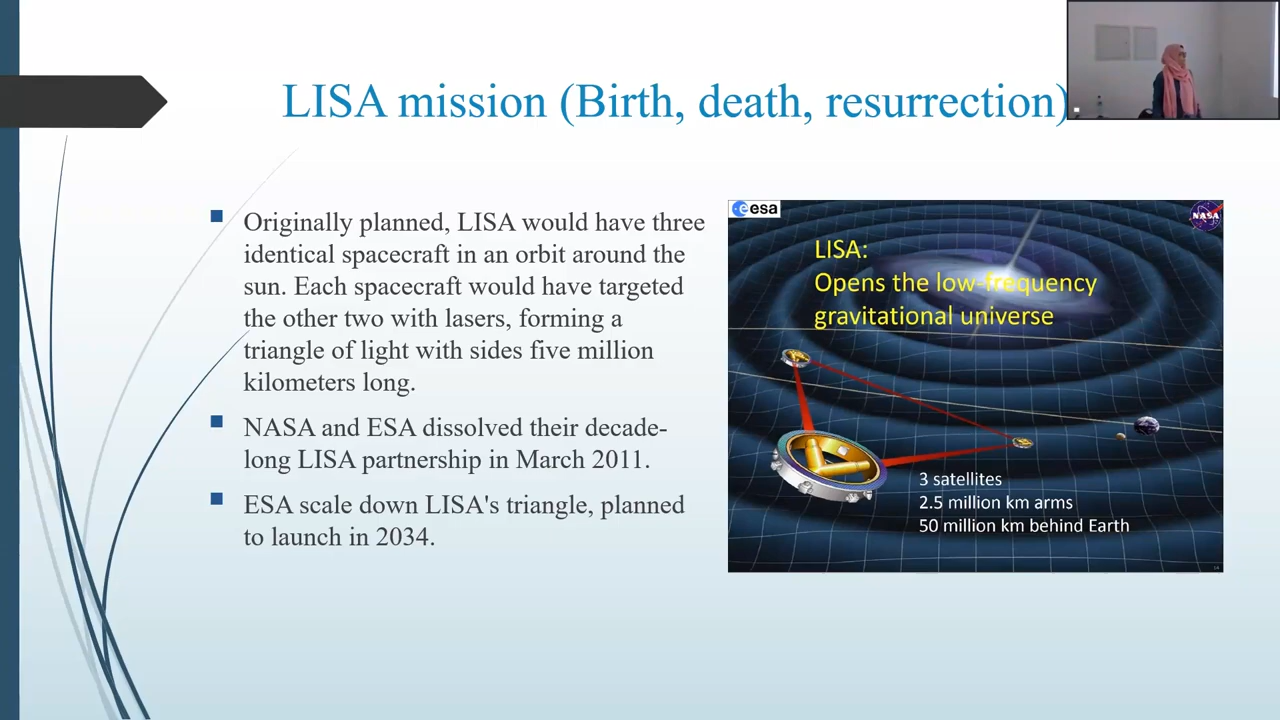 LISA mission (Birth, death, resurrection)
Originally planned, LISA would have three
identical spacecraft in an orbit around the
sun. Each spacecraft would have targeted
the other two with lasers, forming a
triangle of light with sides five million
kilometers long.
NASA and ESA dissolved their decade-
long LISA partnership in March 2011.
ESA scale down LISA's triangle, planned
to launch in 2034.
esa
NASA
LISA:
Opens the low-frequency
gravitational universe
3 satellites
2.5 million km arms
50 million km behind Earth